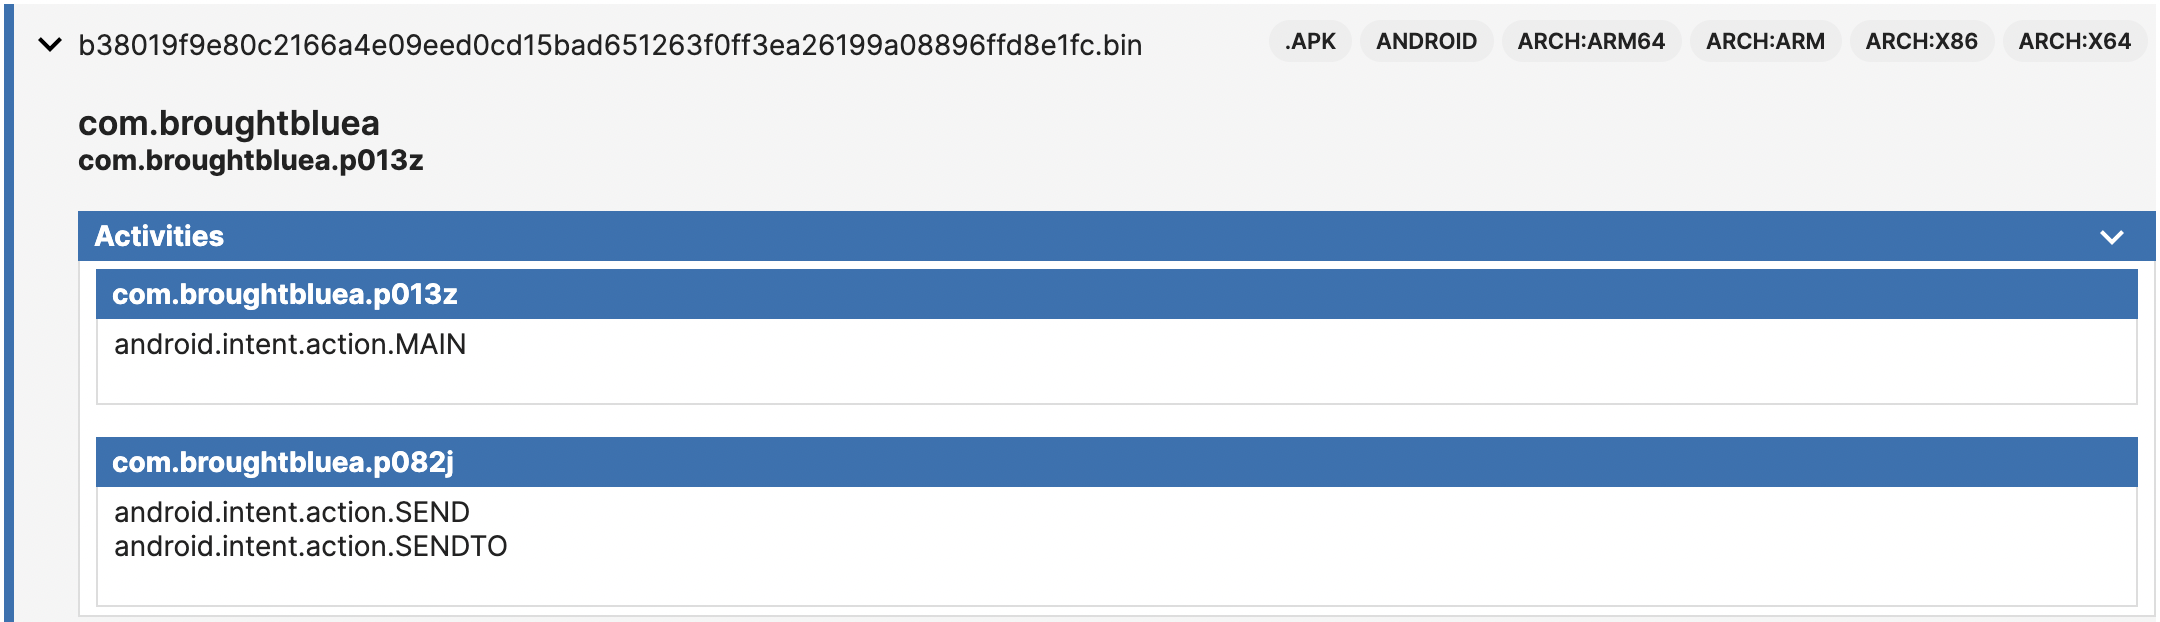 b38019f9e80c2166a4e09eed0cd15bad651263f0ff3ea26199a08896ffd8e1fc.bin
.APK ANDROID ARCH:ARM64 ARCH:ARM ARCH:X86 ARCH:X64
com.broughtbluea
com.broughtbluea.p013z
Activities
com.broughtbluea.p013z
android.intent.action.MAIN
com.broughtbluea.p082j
android.intent.action.SEND
android.intent.action.SENDTO